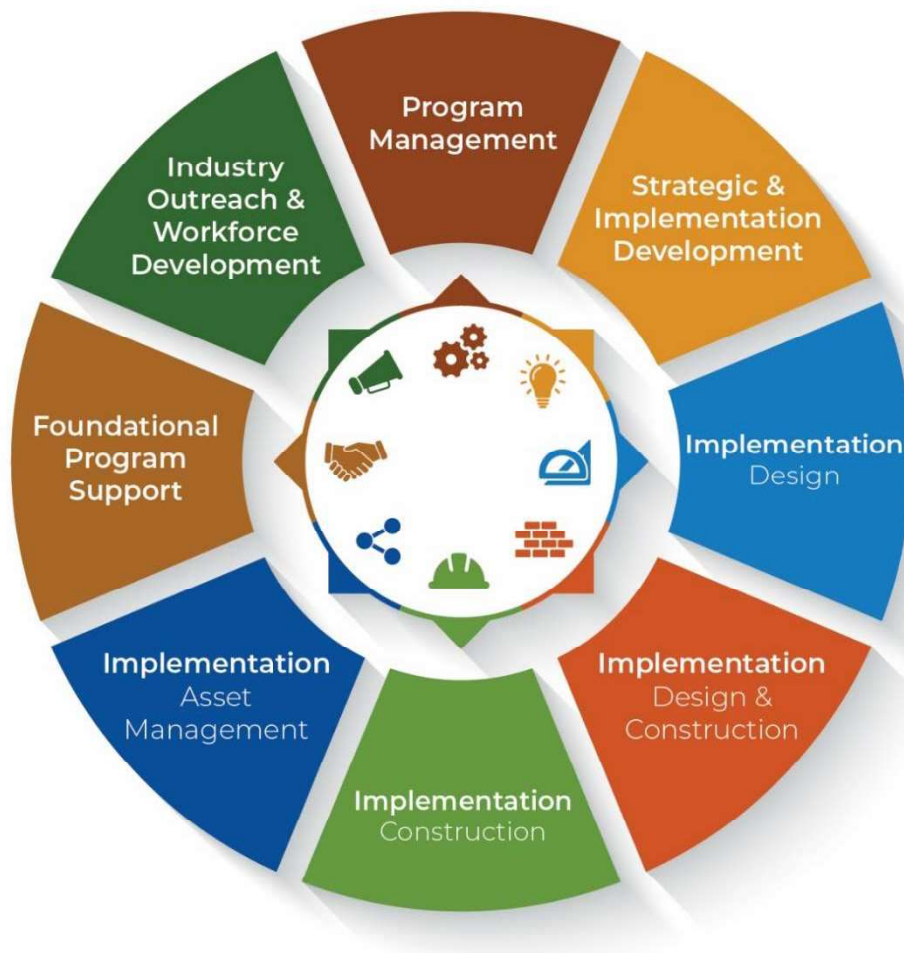 Program
Management
Strategic &
Implementation
Development
Implementation
Design
Implementation
Design &
Construction
Implementation
Construction
Implementation
Asset
Management
Foundational
Program
Support
Industry
Outreach &
Workforce
Development